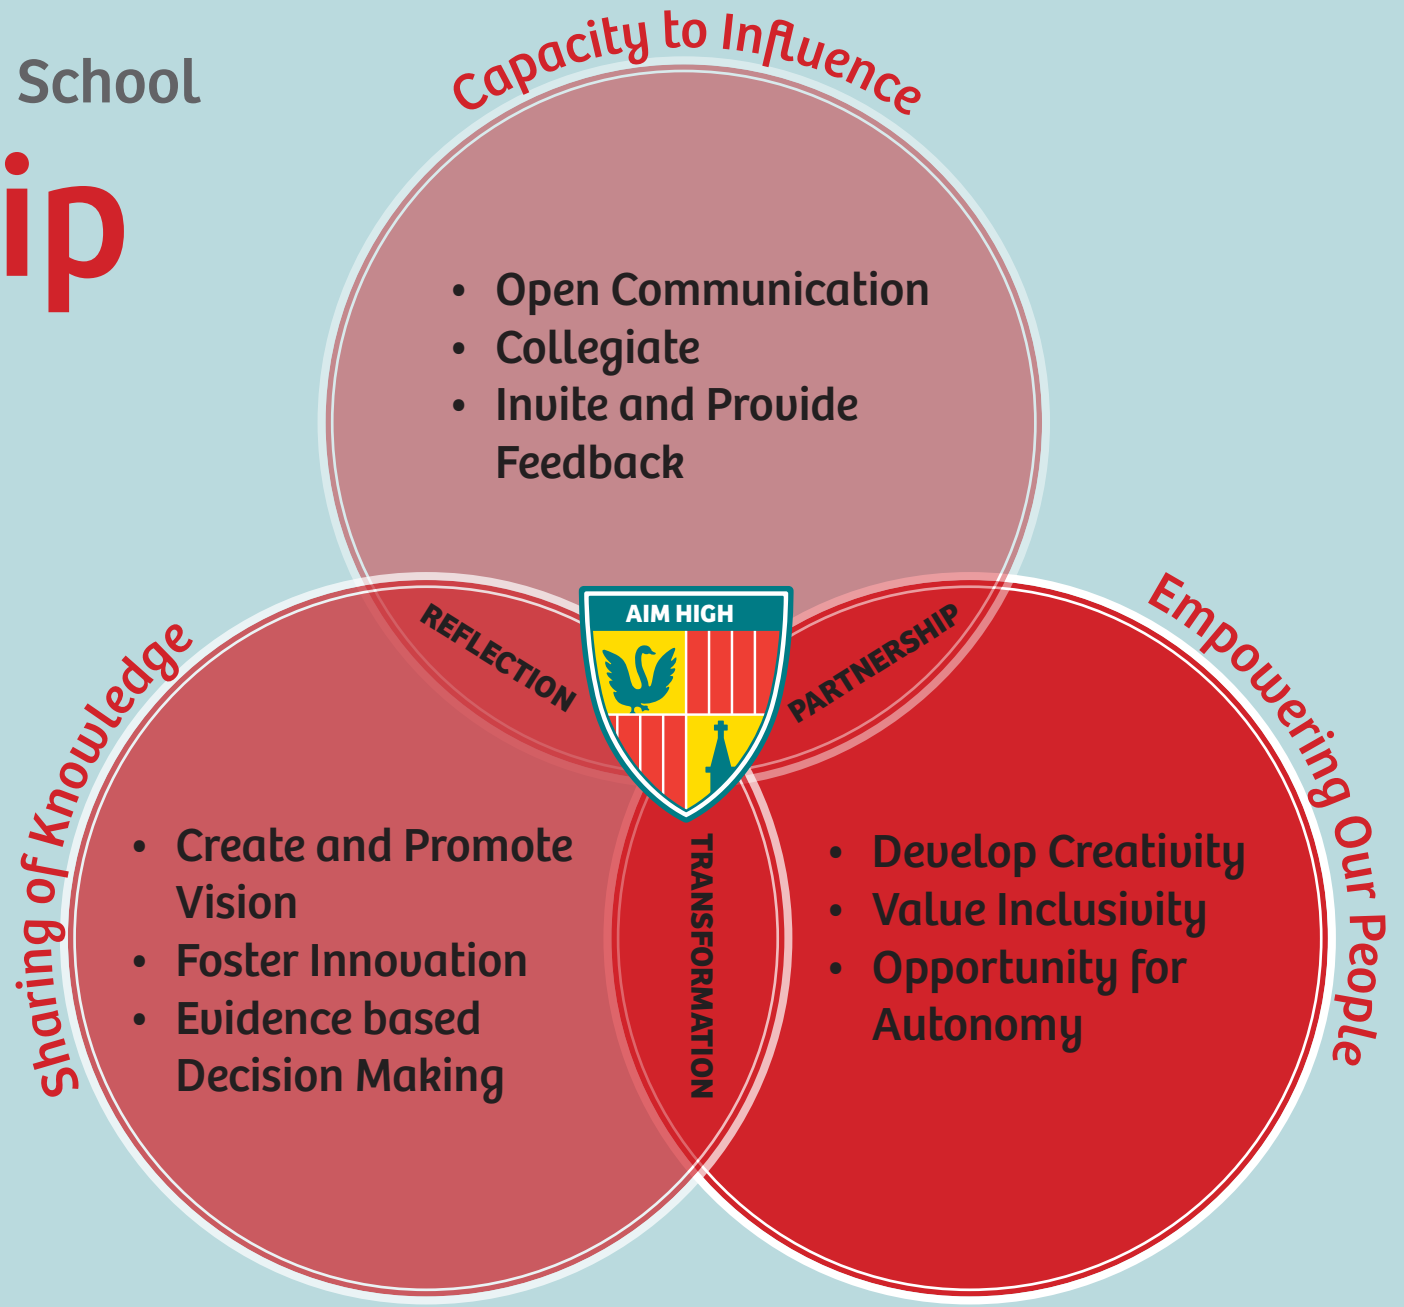 School
ip
Capacity to Influence
• Open Communication
• Collegiate
• Invite and Provide
Feedback
REFLECTION
AIM HIGH
PARTNERSHIP
Sharing of Knowledge
• Create and Promote
Vision
• Foster Innovation
• Evidence based
Decision Making
TRANSFORMATION
Empowering Our People
• Develop Creativity
• Value Inclusivity
• Opportunity for
Autonomy